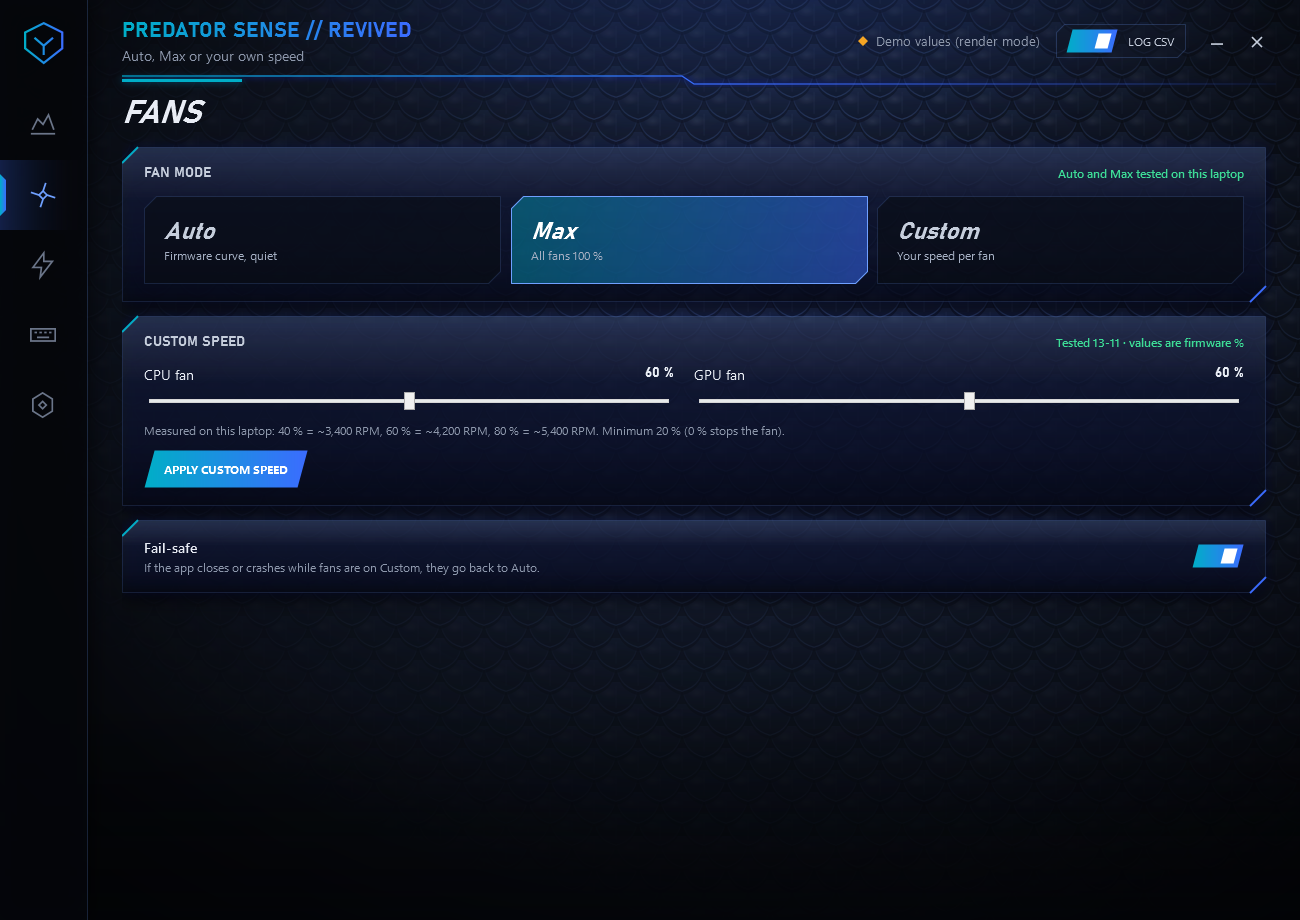 PREDATOR SENSE // REVIVED
Auto, Max or your own speed
Demo values (render mode)
LOG CSV
FANS
FAN MODE
Auto and Max tested on this laptop
Auto
Firmware curve, quiet
Max
All fans 100 %
Custom
Your speed per fan
CUSTOM SPEED
Tested 13-11 · values are firmware %
CPU fan
60 %
GPU fan
60 %
Measured on this laptop: 40 % = ~3,400 RPM, 60 % = ~4,200 RPM, 80 % = ~5,400 RPM. Minimum 20 % (0 % stops the fan).
APPLY CUSTOM SPEED
Fail-safe
If the app closes or crashes while fans are on Custom, they go back to Auto.